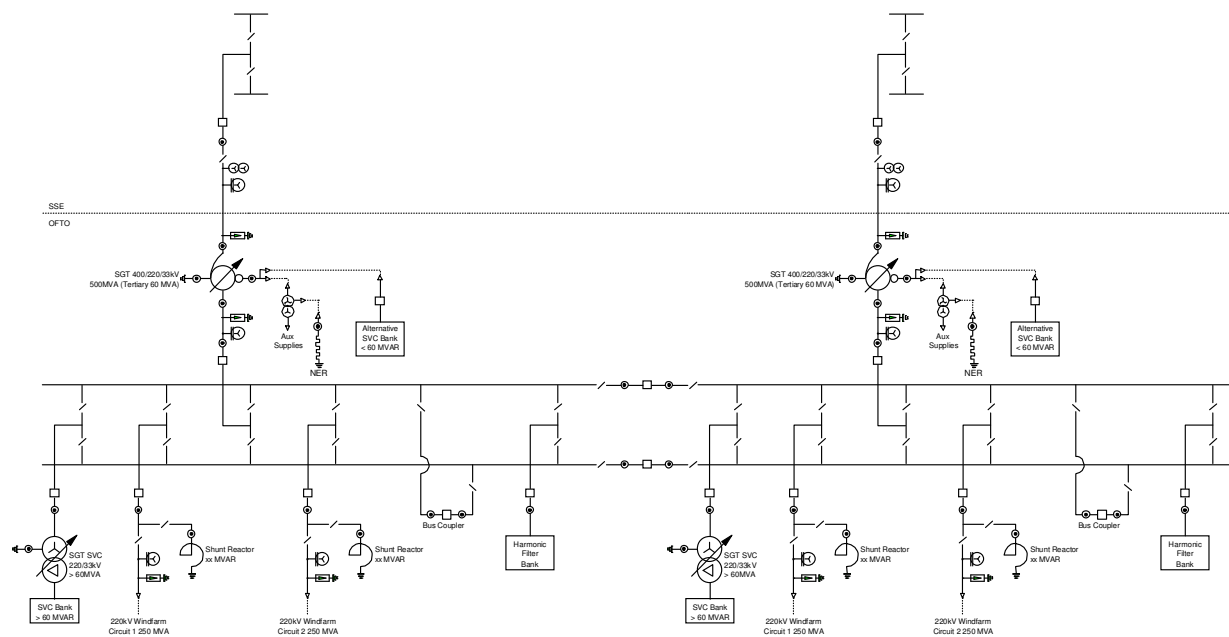 SSE
OFTO
SGT 400/220/33kV
500MVA (Tertiary 60 MVA)
Aux
Supplies
NER
Alternative
SVC Bank
< 60 MVAR
SGT 400/220/33kV
500MVA (Tertiary 60 MVA)
Aux
Supplies
NER
Alternative
SVC Bank
< 60 MVAR
Bus Coupler
Bus Coupler
SGT SVC
220/33kV
> 60MVA
SVC Bank
> 60 MVAR
Shunt Reactor
xx MVAR
Shunt Reactor
xx MVAR
Harmonic
Filter
Bank
220kV Windfarm
Circuit 1 250 MVA
220kV Windfarm
Circuit 2 250 MVA
SGT SVC
220/33kV
> 60MVA
SVC Bank
> 60 MVAR
Shunt Reactor
xx MVAR
Shunt Reactor
xx MVAR
Harmonic
Filter
Bank
220kV Windfarm
Circuit 1 250 MVA
220kV Windfarm
Circuit 2 250 MVA